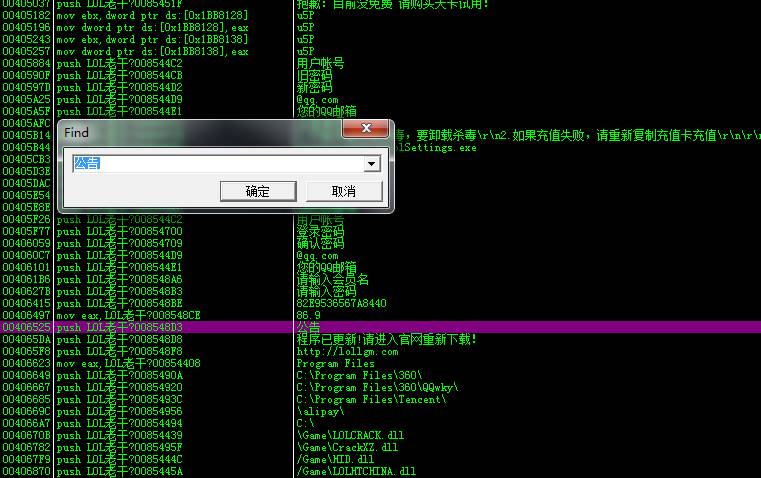 00405037 push LOL老干?0085451F 抱歉：目前没免费 请购买天卡试用！
00405182 mov ebx,dword ptr ds:[0x1BB8128] u5P
00405196 mov dword ptr ds:[0x1BB8128],eax u5P
00405243 mov ebx,dword ptr ds:[0x1BB8138] u5P
00405257 mov dword ptr ds:[0x1BB8138],eax u5P
00405884 push LOL老干?008544C2 用户帐号
0040590F push LOL老干?008544CB 旧密码
0040597D push LOL老干?008544D2 新密码
00405A25 push LOL老干?008544D9 @qq.com
00405A5F push LOL老干?008544E1 您的QQ邮箱
00405AFC
Find
00405B14 毒，要卸载杀毒\r\n2.如果充值失败，请重新复制充值卡充值\r\n\r\n
00405B44 olSettings.exe
00405CB3
公告
00405D3E
00405DAC
确定 取消
00405E54
00405E8E
00405F26 push LOL老干?008544C2 用户帐号
00405F77 push LOL老干?00854700 登录密码
00406059 push LOL老干?00854709 确认密码
004060C7 push LOL老干?008544D9 @qq.com
00406101 push LOL老干?008544E1 您的QQ邮箱
004061B6 push LOL老干?008548A6 请输入会员名
0040627B push LOL老干?008548B3 请输入密码
00406415 push LOL老干?008548BE 82E9536567A8440
00406497 mov eax,LOL老干?008548CE 86.9
00406525 push LOL老干?008548D3 公告
004065DA push LOL老干?008548D8 程序已更新!请进入官网重新下载!
004065F8 push LOL老干?008548F8 http://lollgm.com
00406623 mov eax,LOL老干?00854408 Program Files
00406649 push LOL老干?0085490A C:\Program Files\360\
00406667 push LOL老干?00854920 C:\Program Files\360\QQwky\
00406685 push LOL老干?0085493C C:\Program Files\Tencent\
0040669C push LOL老干?00854956 \alipay\
004066A7 push LOL老干?00854494 C:\
0040670B push LOL老干?00854439 \Game\LOLCRACK.dll
00406782 push LOL老干?0085495F \Game\CrackXZ.dll
004067F9 push LOL老干?0085444C /Game/HID.dll
00406870 push LOL老干?0085445A /Game\LOLHTCHINA.dll